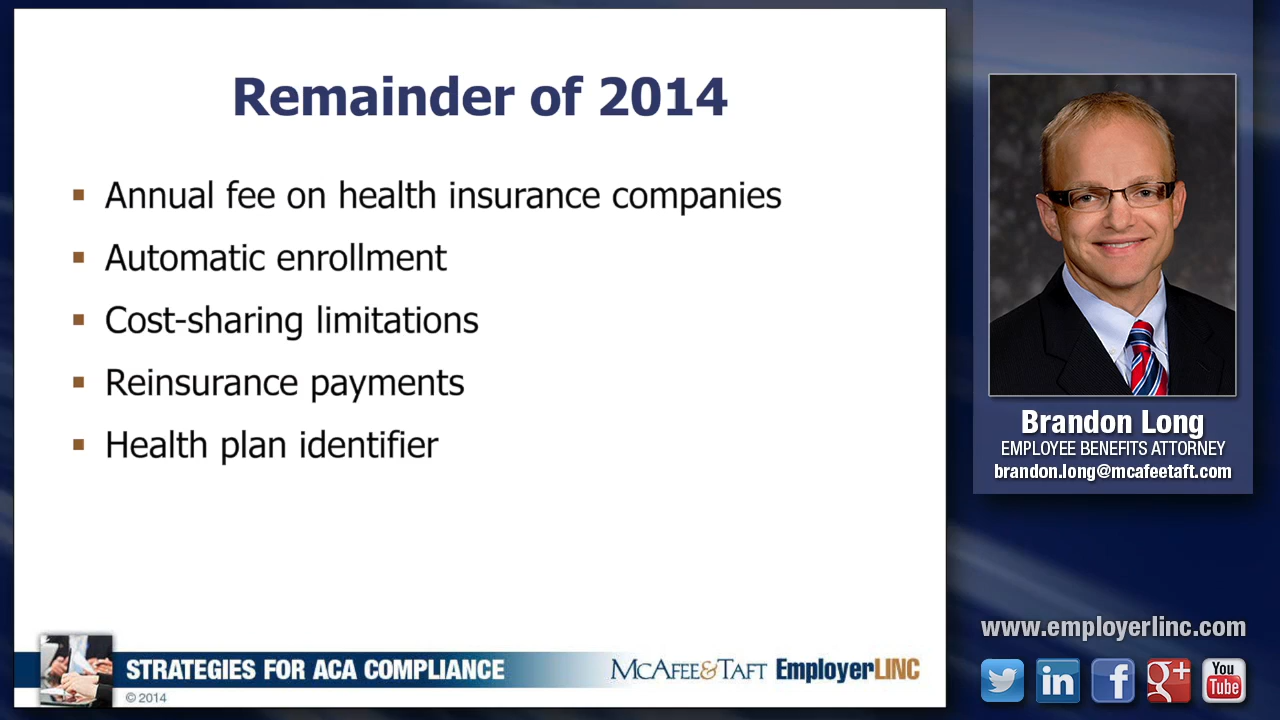 Remainder of 2014
Annual fee on health insurance companies
Automatic enrollment
Cost-sharing limitations
Reinsurance payments
Health plan identifier
STRATEGIES FOR ACA COMPLIANCE
MCAFEE&TAFT EmployerLINC
© 2014
Brandon Long
EMPLOYEE BENEFITS ATTORNEY
brandon.long@mcafeetaft.com
www.employerlinc.com
in
f
g+
You
Tube